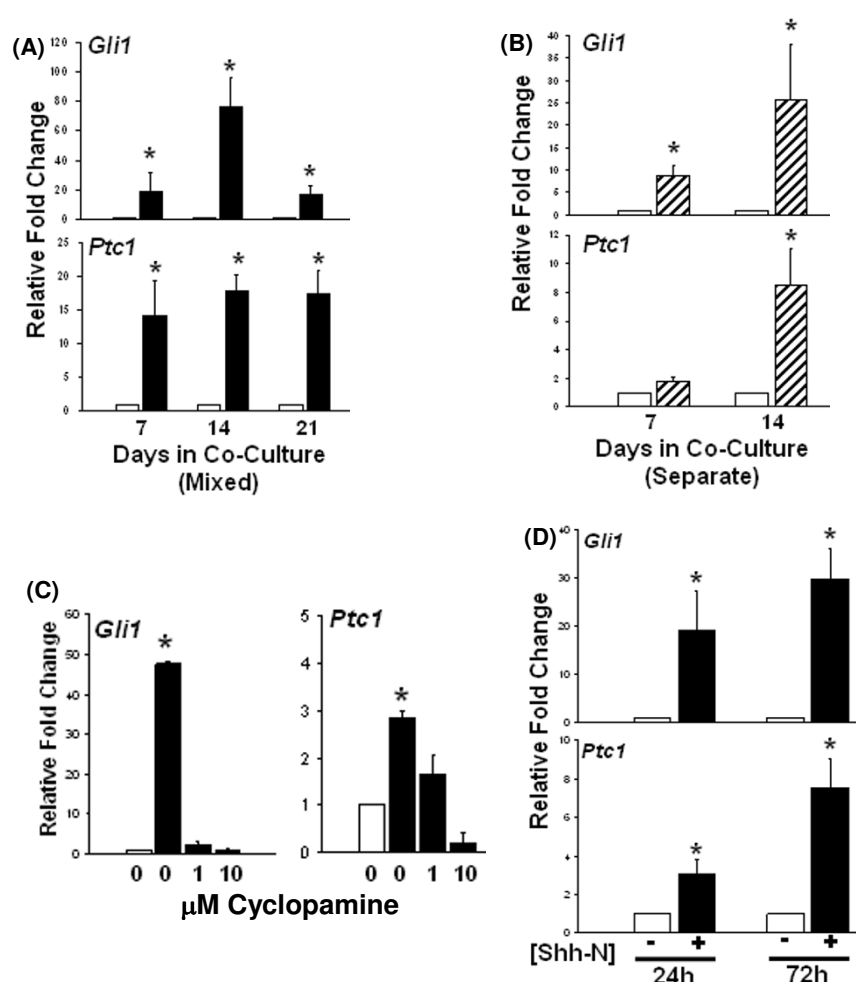 (A)
Gli1
*
*
*
120
100
80
60
40
20
0
Relative Fold Change
Ptc1
*
*
*
25
20
15
10
5
0
7 14 21
Days in Co-Culture
(Mixed)
(B)
Gli1
*
*
40
35
30
25
20
15
10
5
0
Relative Fold Change
Ptc1
*
12
10
8
6
4
2
0
7 14
Days in Co-Culture
(Separate)
(C)
Gli1
*
60
50
40
30
20
10
0
Relative Fold Change
0 0 1 10
Ptc1
*
5
4
3
2
1
0
0 0 1 10
μM Cyclopamine
(D)
Gli1
*
*
40
30
20
10
0
Relative Fold Change
Ptc1
*
*
10
8
6
4
2
0
[Shh-N] - + - +
24h 72h